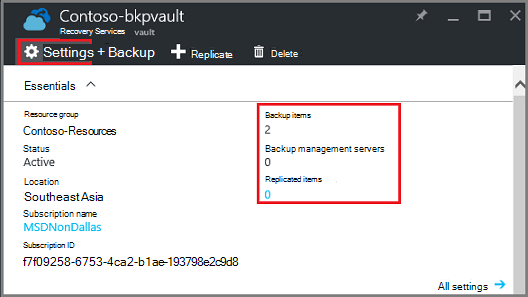 Contoso-bkpvault
Recovery Services vault
Settings + Backup Replicate Delete
Essentials
Resource group
Contoso-Resources
Status
Active
Location
Southeast Asia
Subscription name
MSDNonDallas
Subscription ID
f7f09258-6753-4ca2-b1ae-193798e2c9d8
Backup items
2
Backup management servers
0
Replicated items
0
All settings →